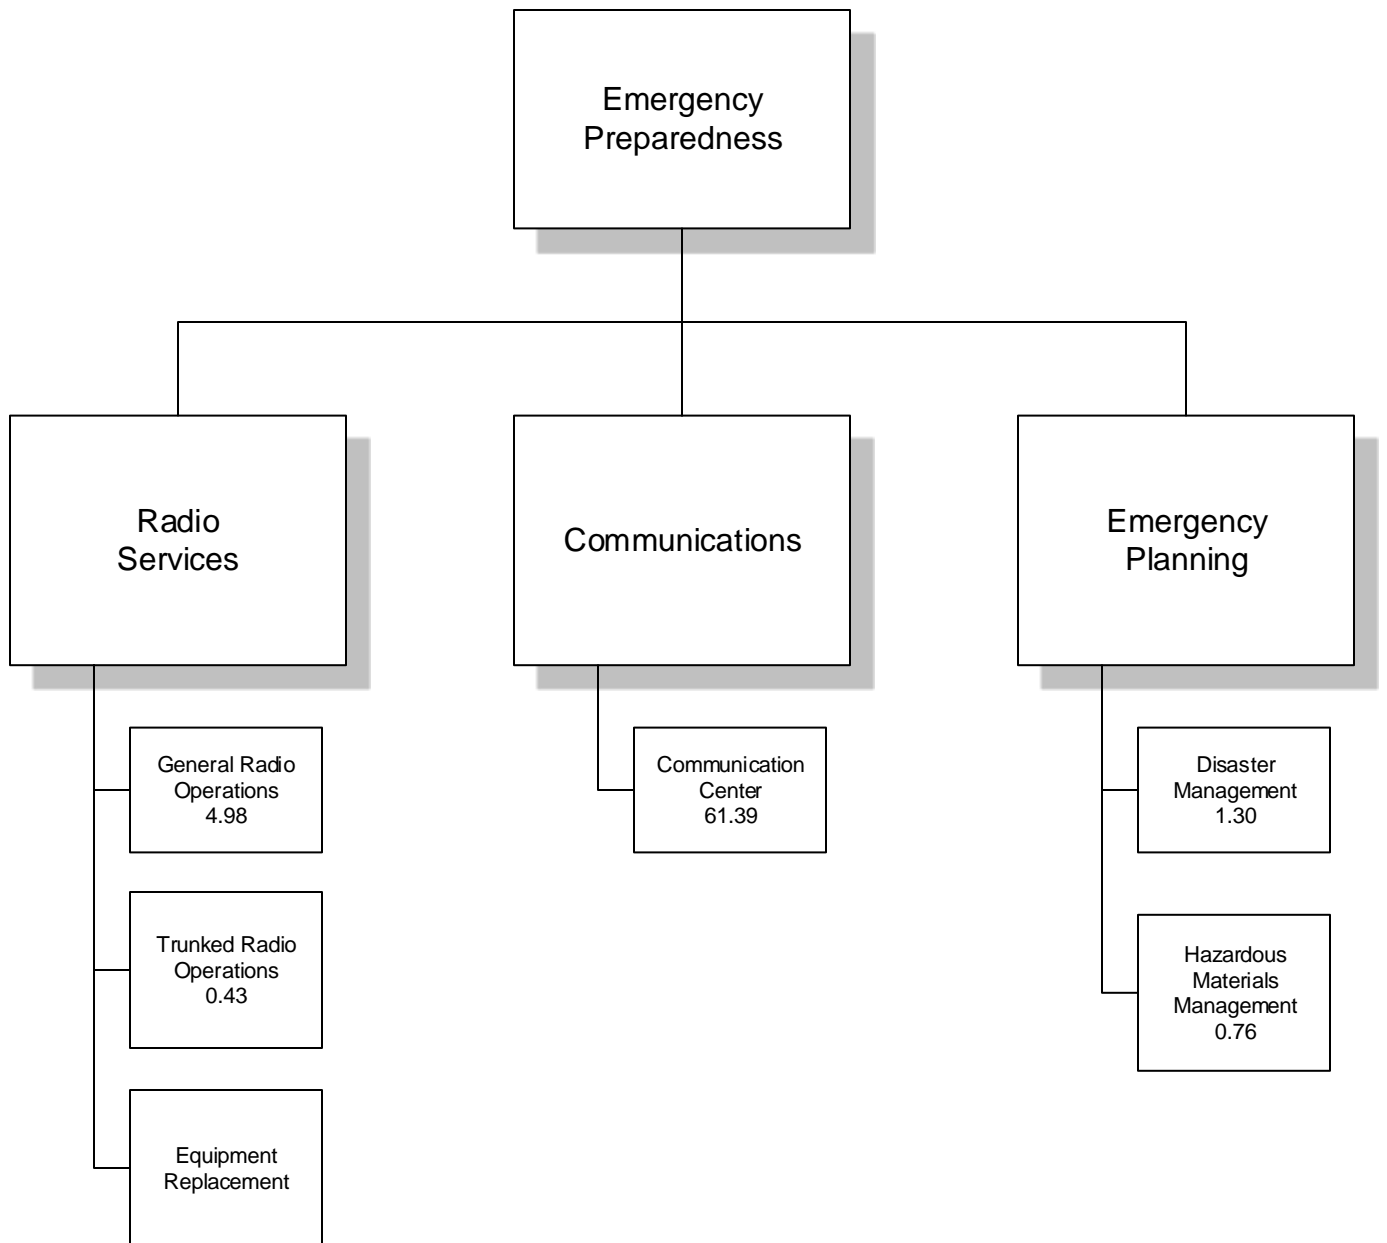 Emergency
Preparedness
Radio
Services
Communications
Emergency
Planning
General Radio
Operations
4.98
Trunked Radio
Operations
0.43
Equipment
Replacement
Communication
Center
61.39
Disaster
Management
1.30
Hazardous
Materials
Management
0.76